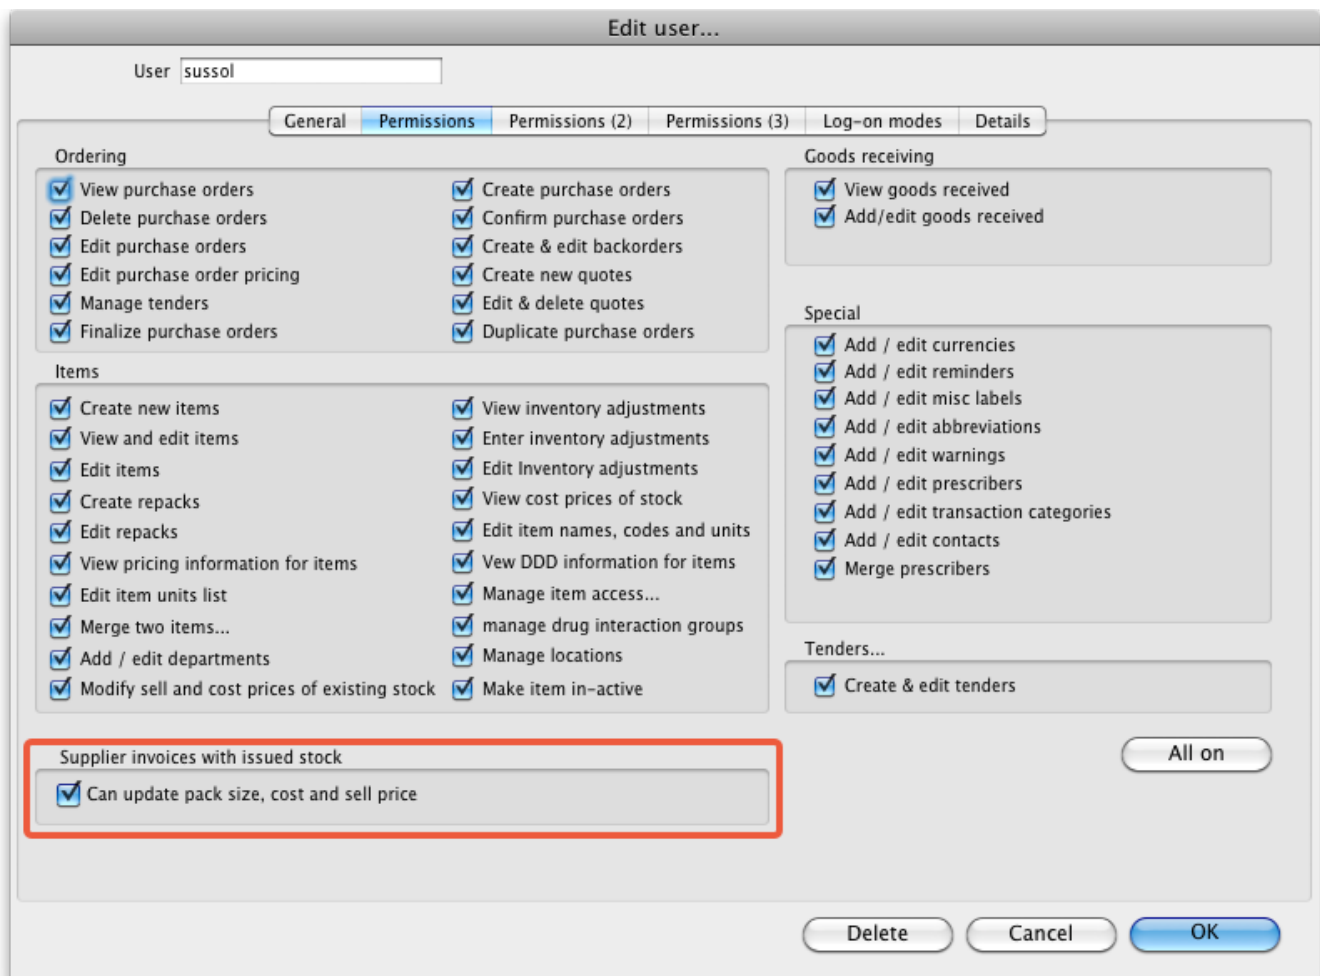 Edit user...
User sussol
General Permissions Permissions (2) Permissions (3) Log-on modes Details
Ordering
View purchase orders
Delete purchase orders
Edit purchase orders
Edit purchase order pricing
Manage tenders
Finalize purchase orders
Create purchase orders
Confirm purchase orders
Create & edit backorders
Create new quotes
Edit & delete quotes
Duplicate purchase orders
Goods receiving
View goods received
Add/edit goods received
Items
Create new items
View and edit items
Edit items
Create repacks
Edit repacks
View pricing information for items
Edit item units list
Merge two items...
Add / edit departments
Modify sell and cost prices of existing stock
View inventory adjustments
Enter inventory adjustments
Edit Inventory adjustments
View cost prices of stock
Edit item names, codes and units
Vew DDD information for items
Manage item access...
manage drug interaction groups
Manage locations
Make item in-active
Special
Add / edit currencies
Add / edit reminders
Add / edit misc labels
Add / edit abbreviations
Add / edit warnings
Add / edit prescribers
Add / edit transaction categories
Add / edit contacts
Merge prescribers
Tenders...
Create & edit tenders
Supplier invoices with issued stock
Can update pack size, cost and sell price
All on
Delete Cancel OK